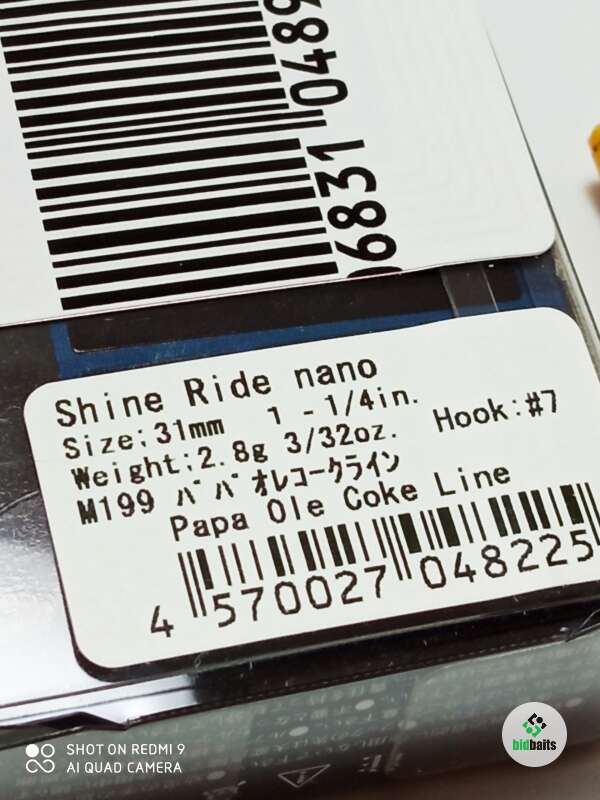 0489
6831
Shine Ride nano
Size:31mm 1 -1/4in.
Weight:2.8g 3/32oz. Hook:#7
M199 パパオレコークライン
Papa Ole Coke Line
4 570027 048225
SHOT ON REDMI 9
AI QUAD CAMERA
bidbaits